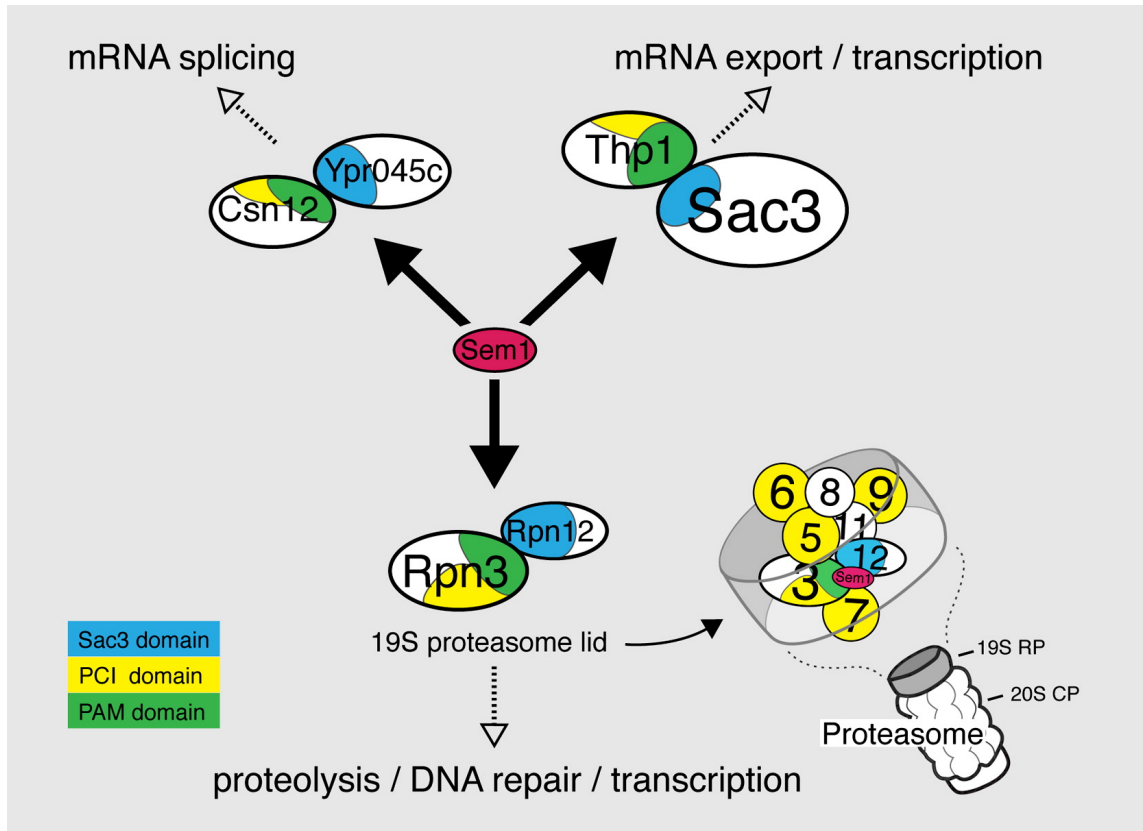 mRNA splicing
mRNA export / transcription
Thp1
Ypr045c
Csn12
Sac3
Sem1
6
8
9
5
11
Rpn12
12
Rpn3
3
Sem1
7
Sac3 domain
19S proteasome lid
19S RP
PCI domain
20S CP
PAM domain
Proteasome
proteolysis / DNA repair / transcription